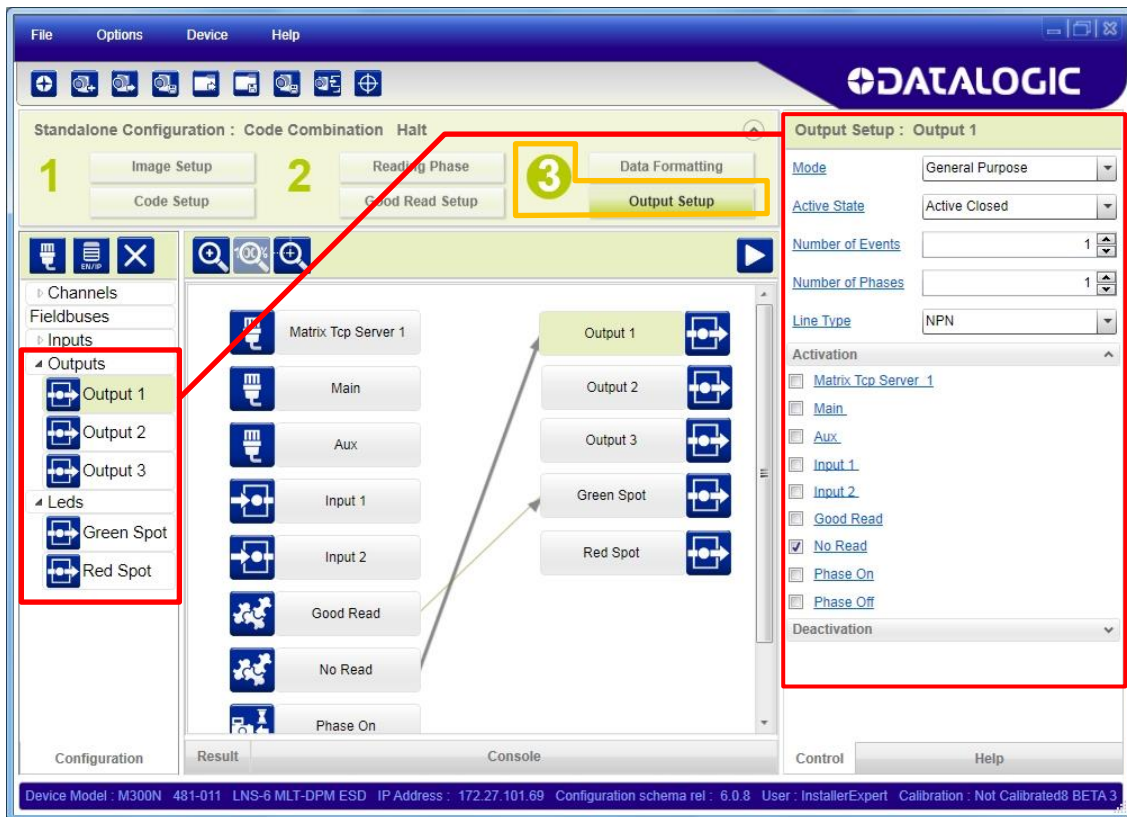 File Options Device Help
DATALOGIC
Standalone Configuration : Code Combination Halt
1 Image Setup 2 Reading Phase 3 Data Formatting
Code Setup Good Read Setup Output Setup
EN/IP
100%
Channels
Fieldbuses
Inputs
Outputs
Output 1
Output 2
Output 3
Leds
Green Spot
Red Spot
Configuration
Matrix Tcp Server 1
Main
Aux
Input 1
Input 2
Good Read
No Read
Phase On
Output 1
Output 2
Output 3
Green Spot
Red Spot
Result Console
Output Setup : Output 1
Mode General Purpose
Active State Active Closed
Number of Events 1
Number of Phases 1
Line Type NPN
Activation
Matrix Tcp Server 1
Main
Aux
Input 1
Input 2
Good Read
No Read
Phase On
Phase Off
Deactivation
Control Help
Device Model : M300N 481-011 LNS-6 MLT-DPM ESD IP Address : 172.27.101.69 Configuration schema rel : 6.0.8 User : InstallerExpert Calibration : Not Calibrated8 BETA 3